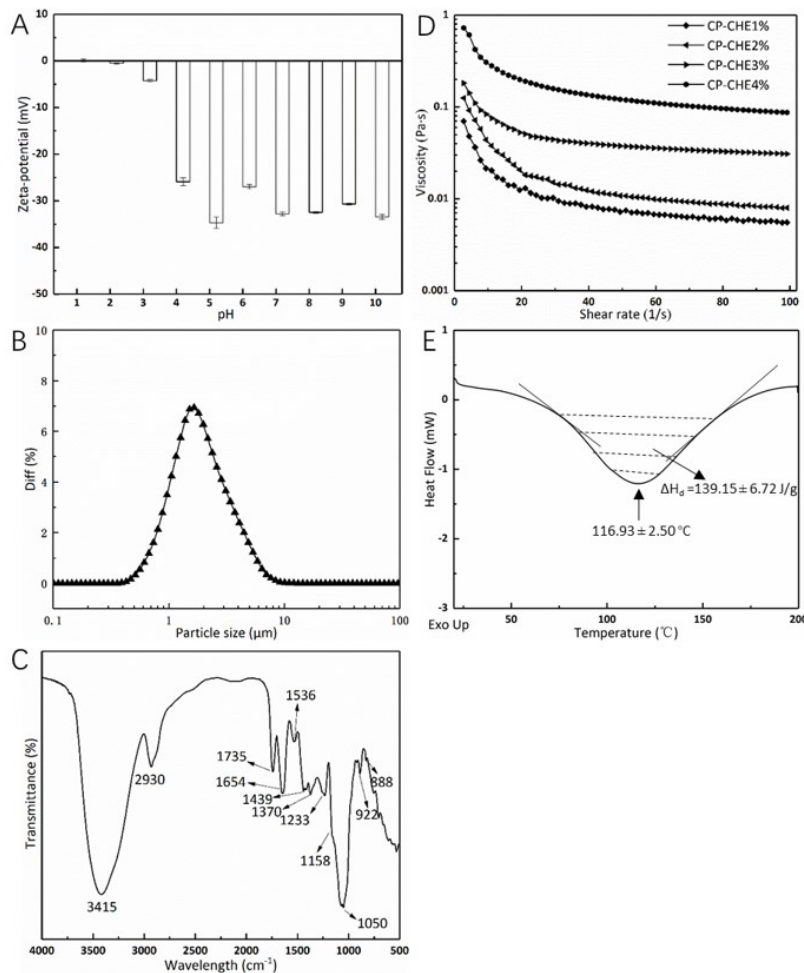 A
Zeta-potential (mV)
10
0
-10
-20
-30
-40
-50
1 2 3 4 5 6 7 8 9 10
pH
D
Viscosity (Pa·s)
1
0.1
0.01
0.001
0 20 40 60 80 100
Shear rate (1/s)
CP-CHE1%
CP-CHE2%
CP-CHE3%
CP-CHE4%
B
Diff (%)
10
8
6
4
2
0
0.1 1 10 100
Particle size (μm)
E
Heat Flow (mW)
1
0
-1
-2
-3
ΔHd =139.15±6.72 J/g
116.93±2.50℃
50 100 150 200
Exo Up
Temperature (℃)
C
Transmittance (%)
3415
2930
1735
1654
1536
1439
1370
1233
1158
1050
922
888
4000 3500 3000 2500 2000 1500 1000 500
Wavelength (cm-1)